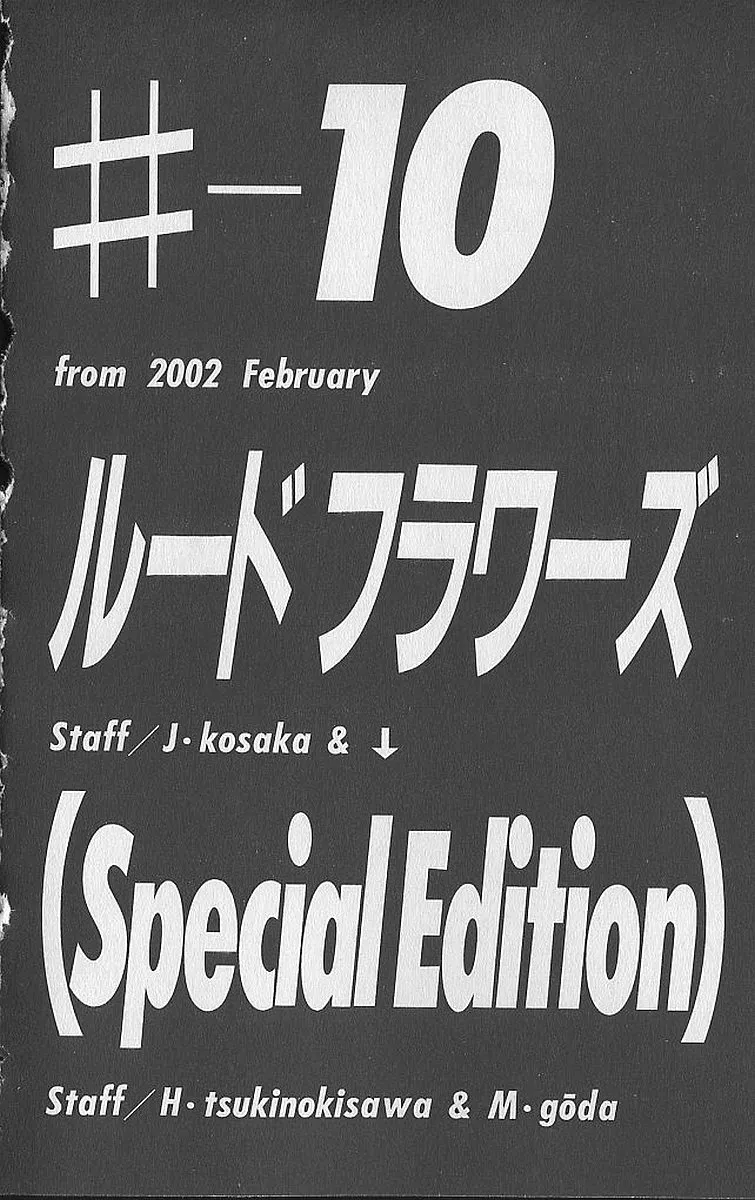 #—10
from 2002 February
ルードフラワーズ
Staff／J・kosaka & ↓
(Special Edition)
Staff／H・tsukinokisawa & M・gōda